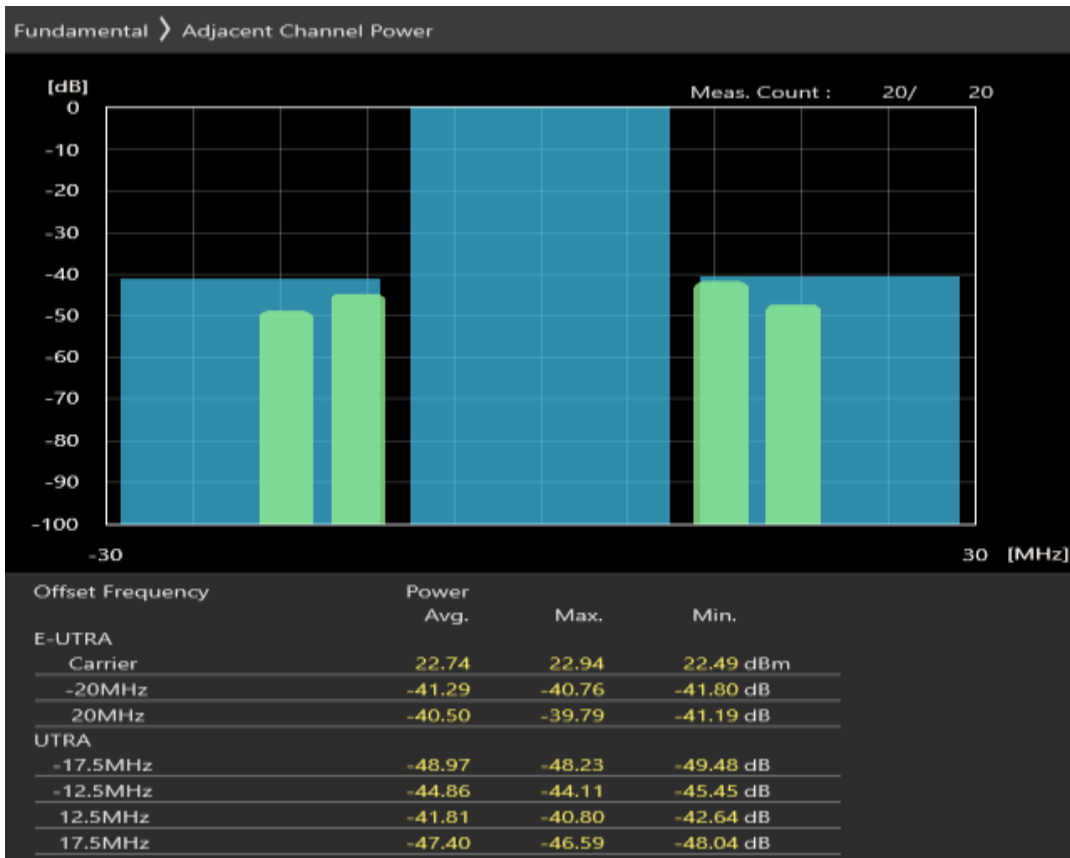 Fundamental 〉 Adjacent Channel Power
[dB]
Meas. Count : 20/ 20
0
-10
-20
-30
-40
-50
-60
-70
-80
-90
-100
-30 30 [MHz]
Offset Frequency Power
Avg. Max. Min.
E-UTRA
Carrier 22.74 22.94 22.49 dBm
-20MHz -41.29 -40.76 -41.80 dB
20MHz -40.50 -39.79 -41.19 dB
UTRA
-17.5MHz -48.97 -48.23 -49.48 dB
-12.5MHz -44.86 -44.11 -45.45 dB
12.5MHz -41.81 -40.80 -42.64 dB
17.5MHz -47.40 -46.59 -48.04 dB